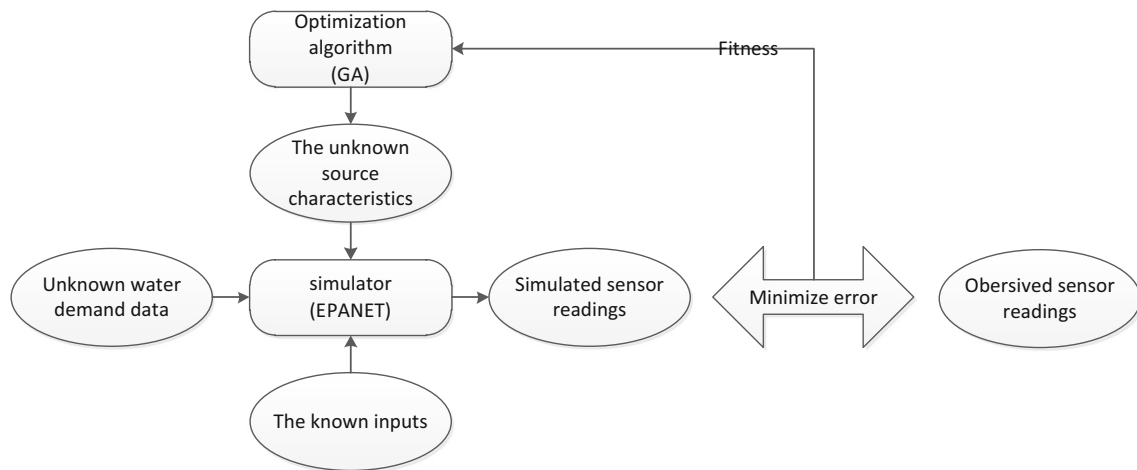 Optimization
algorithm
(GA)
Fitness
The unknown
source
characteristics
Unknown water
demand data
simulator
(EPANET)
Simulated sensor
readings
Minimize error
Obersived sensor
readings
The known inputs